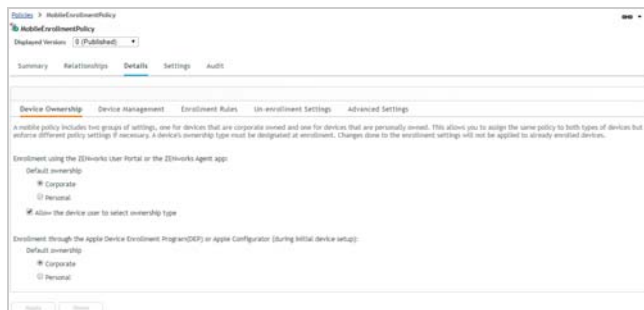 Policies > MobileEnrollmentPolicy
MobileEnrollmentPolicy
Displayed Version: 0 (Published)
Summary Relationships Details Settings Audit
Device Ownership Device Management Enrollment Rules Un-enrollment Settings Advanced Settings
A mobile policy includes two groups of settings, one for devices that are corporate owned and one for devices that are personally owned. This allows you to assign the same policy to both types of devices but
enforce different policy settings if necessary. A device's ownership type must be designated at enrollment. Changes done to the enrollment settings will not be applied to already enrolled devices.
Enrollment using the ZENworks User Portal or the ZENworks Agent app:
Default ownership
Corporate
Personal
Allow the device user to select ownership type
Enrollment through the Apple Device Enrollment Program(DEP) or Apple Configurator (during initial device setup):
Default ownership
Corporate
Personal